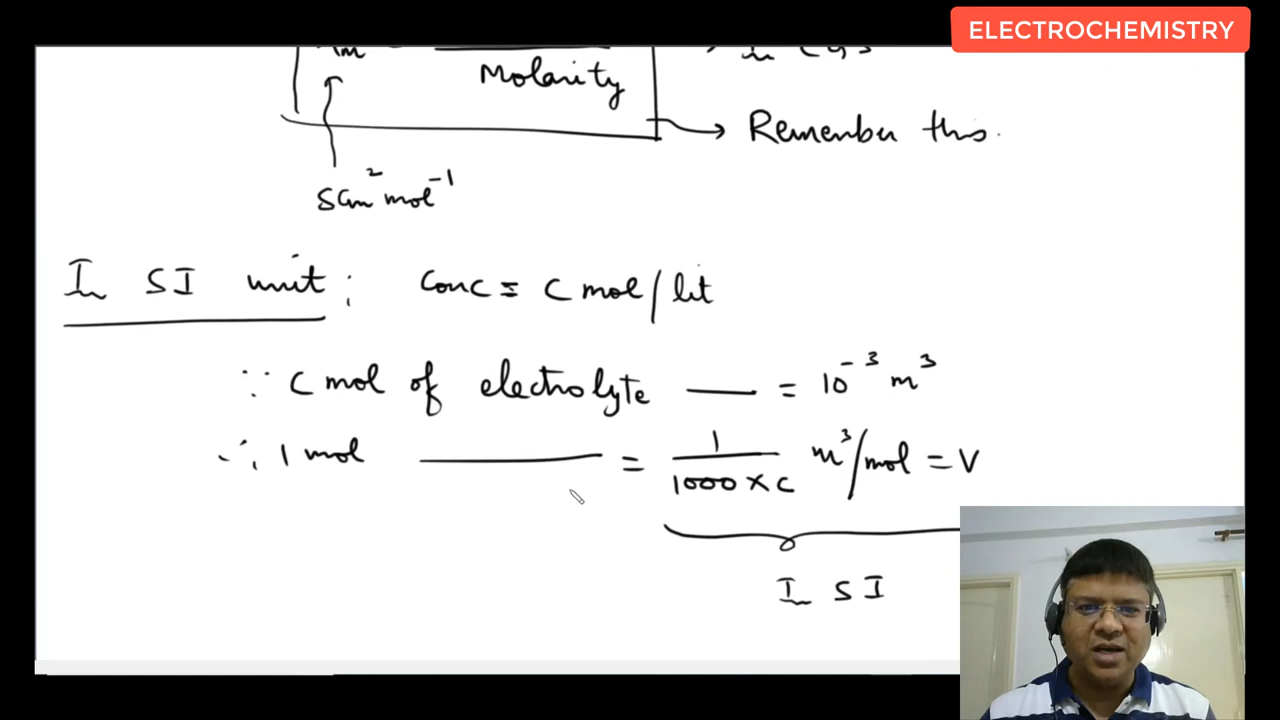 ELECTROCHEMISTRY
Molarity
Remember this.
SCm² mol⁻¹
In SI unit : Conc = C mol/lit
∵ C mol of electrolyte —— = 10⁻³ m³
∴ 1 mol ———— = 1/(1000 × C) m³/mol = V
In SI